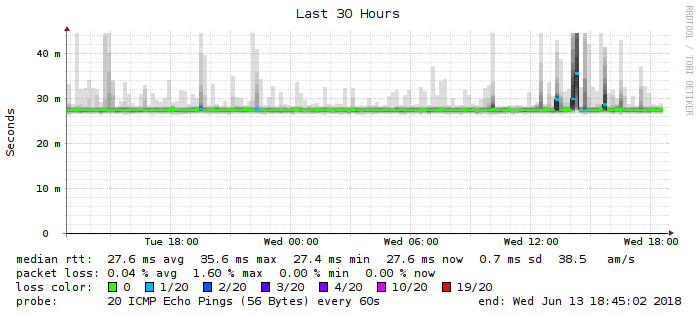 Last 30 Hours
RRDTOOL / TOBI OETIKER
Seconds
40 m
30 m
20 m
10 m
0
Tue 18:00 Wed 00:00 Wed 06:00 Wed 12:00 Wed 18:00
median rtt: 27.6 ms avg 35.6 ms max 27.4 ms min 27.6 ms now 0.7 ms sd 38.5 am/s
packet loss: 0.04 % avg 1.60 % max 0.00 % min 0.00 % now
loss color: 0 1/20 2/20 3/20 4/20 10/20 19/20
probe: 20 ICMP Echo Pings (56 Bytes) every 60s end: Wed Jun 13 18:45:02 2018